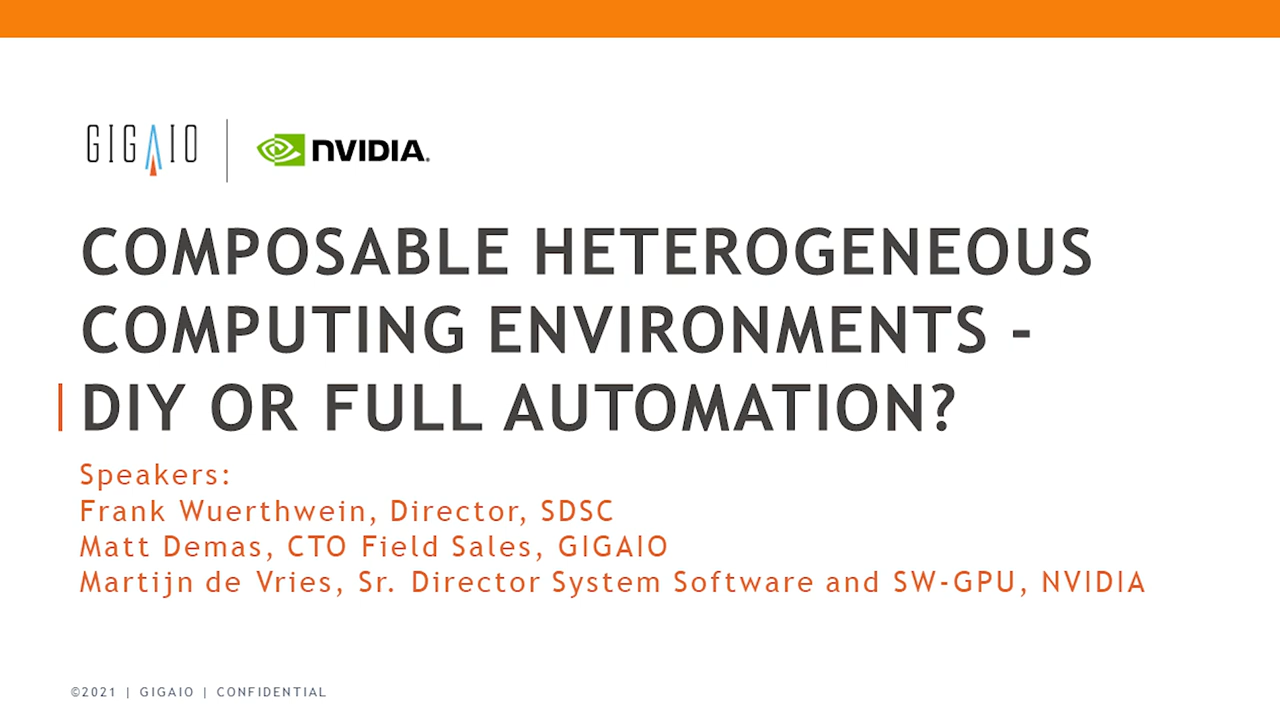 GIGAIO
NVIDIA.
COMPOSABLE HETEROGENEOUS
COMPUTING ENVIRONMENTS -
DIY OR FULL AUTOMATION?
Speakers:
Frank Wuerthwein, Director, SDSC
Matt Demas, CTO Field Sales, GIGAIO
Martijn de Vries, Sr. Director System Software and SW-GPU, NVIDIA
©2021 | GIGAIO | CONFIDENTIAL